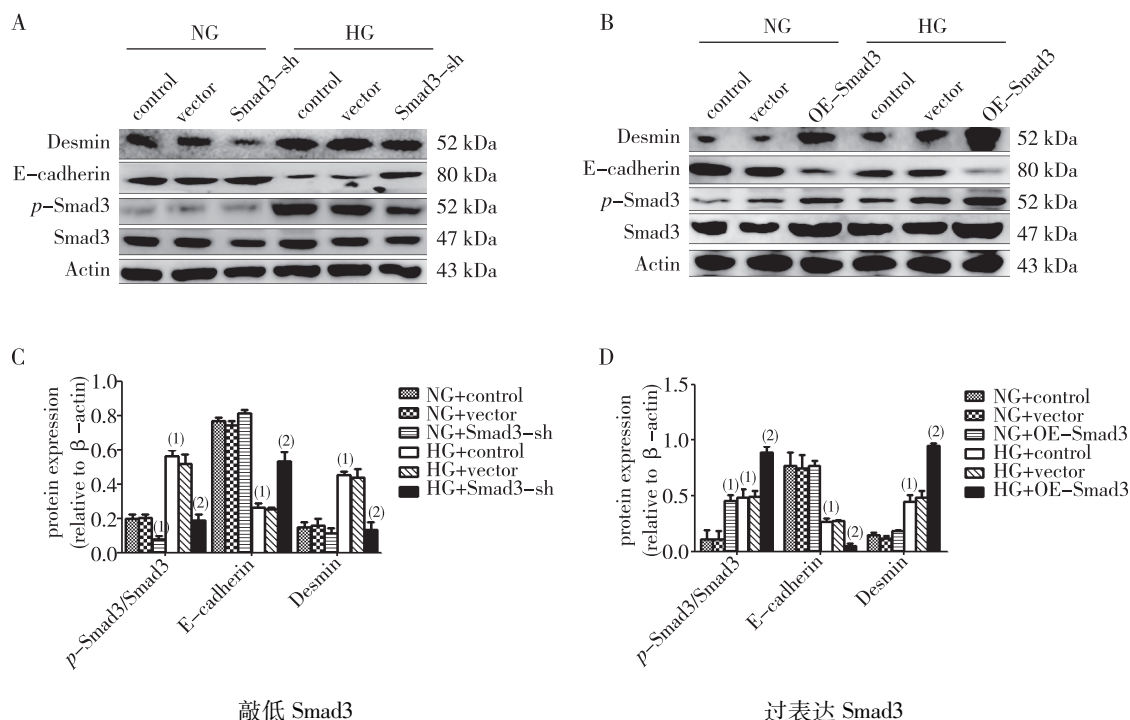 A
NG HG
control vector Smad3-sh control vector Smad3-sh
Desmin 52 kDa
E-cadherin 80 kDa
p-Smad3 52 kDa
Smad3 47 kDa
Actin 43 kDa
B
NG HG
control vector OE-Smad3 control vector OE-Smad3
Desmin 52 kDa
E-cadherin 80 kDa
p-Smad3 52 kDa
Smad3 47 kDa
Actin 43 kDa
C
protein expression
(relative to β-actin)
1.0
0.8
0.6
0.4
0.2
0.0
(1) (1) (2) (1) (2) (1) (2)
p-Smad3/Smad3
E-cadherin
Desmin
NG+control
NG+vector
NG+Smad3-sh
HG+control
HG+vector
HG+Smad3-sh
敲低 Smad3
D
protein expression
(relative to β-actin)
1.5
1.0
0.5
0.0
(1) (1) (2) (1) (2) (1) (2)
p-Smad3/Smad3
E-cadherin
Desmin
NG+control
NG+vector
NG+OE-Smad3
HG+control
HG+vector
HG+OE-Smad3
过表达 Smad3